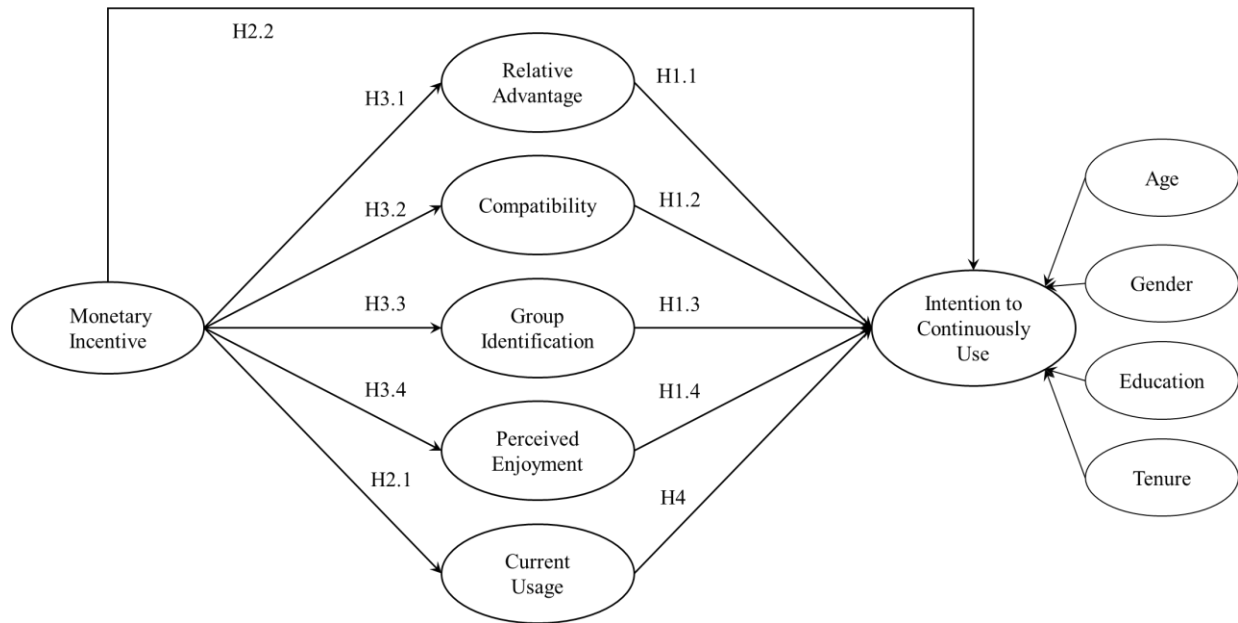 H2.2
Relative
Advantage
H1.1
H3.1
Age
H3.2
Compatibility
H1.2
Gender
Monetary
Incentive
H3.3
Group
Identification
H1.3
Intention to
Continuously
Use
Education
H3.4
Perceived
Enjoyment
H1.4
Tenure
H2.1
Current
Usage
H4